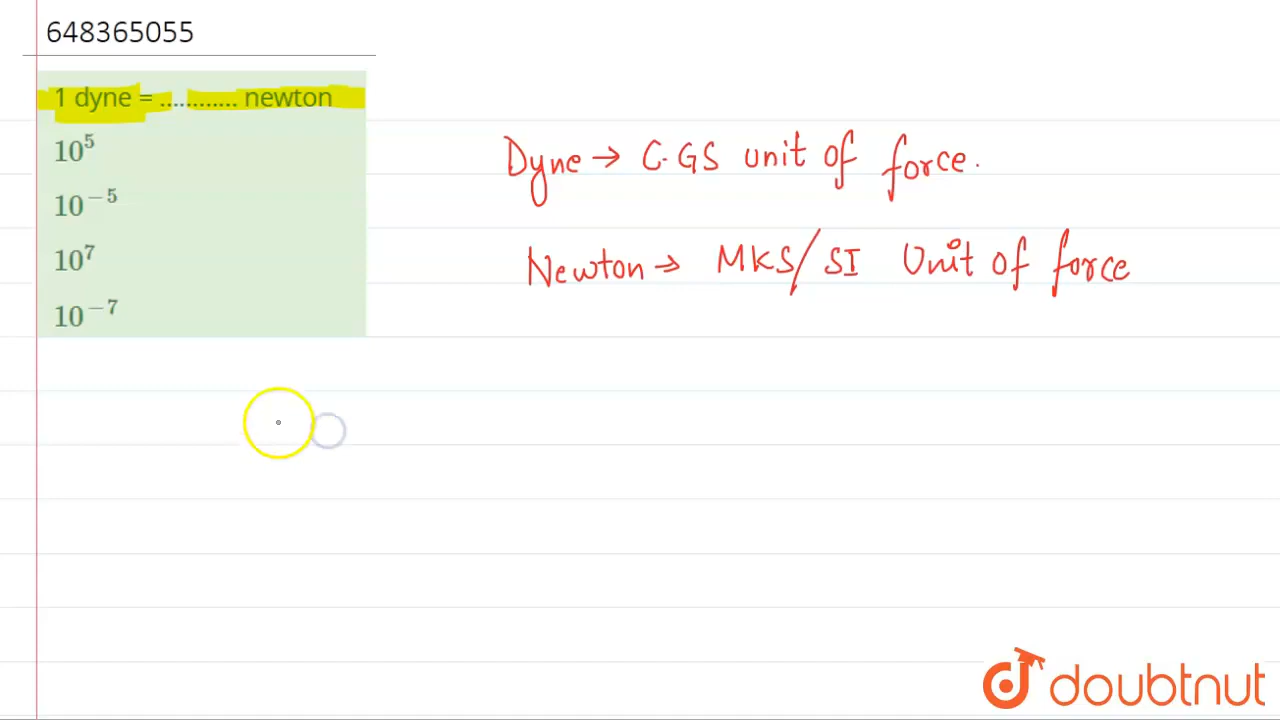 648365055
1 dyne = ............ newton
10^5
10^−5
10^7
10^−7
Dyne → C.GS unit of force.
Newton → MKS/SI Unit of force
doubtnut